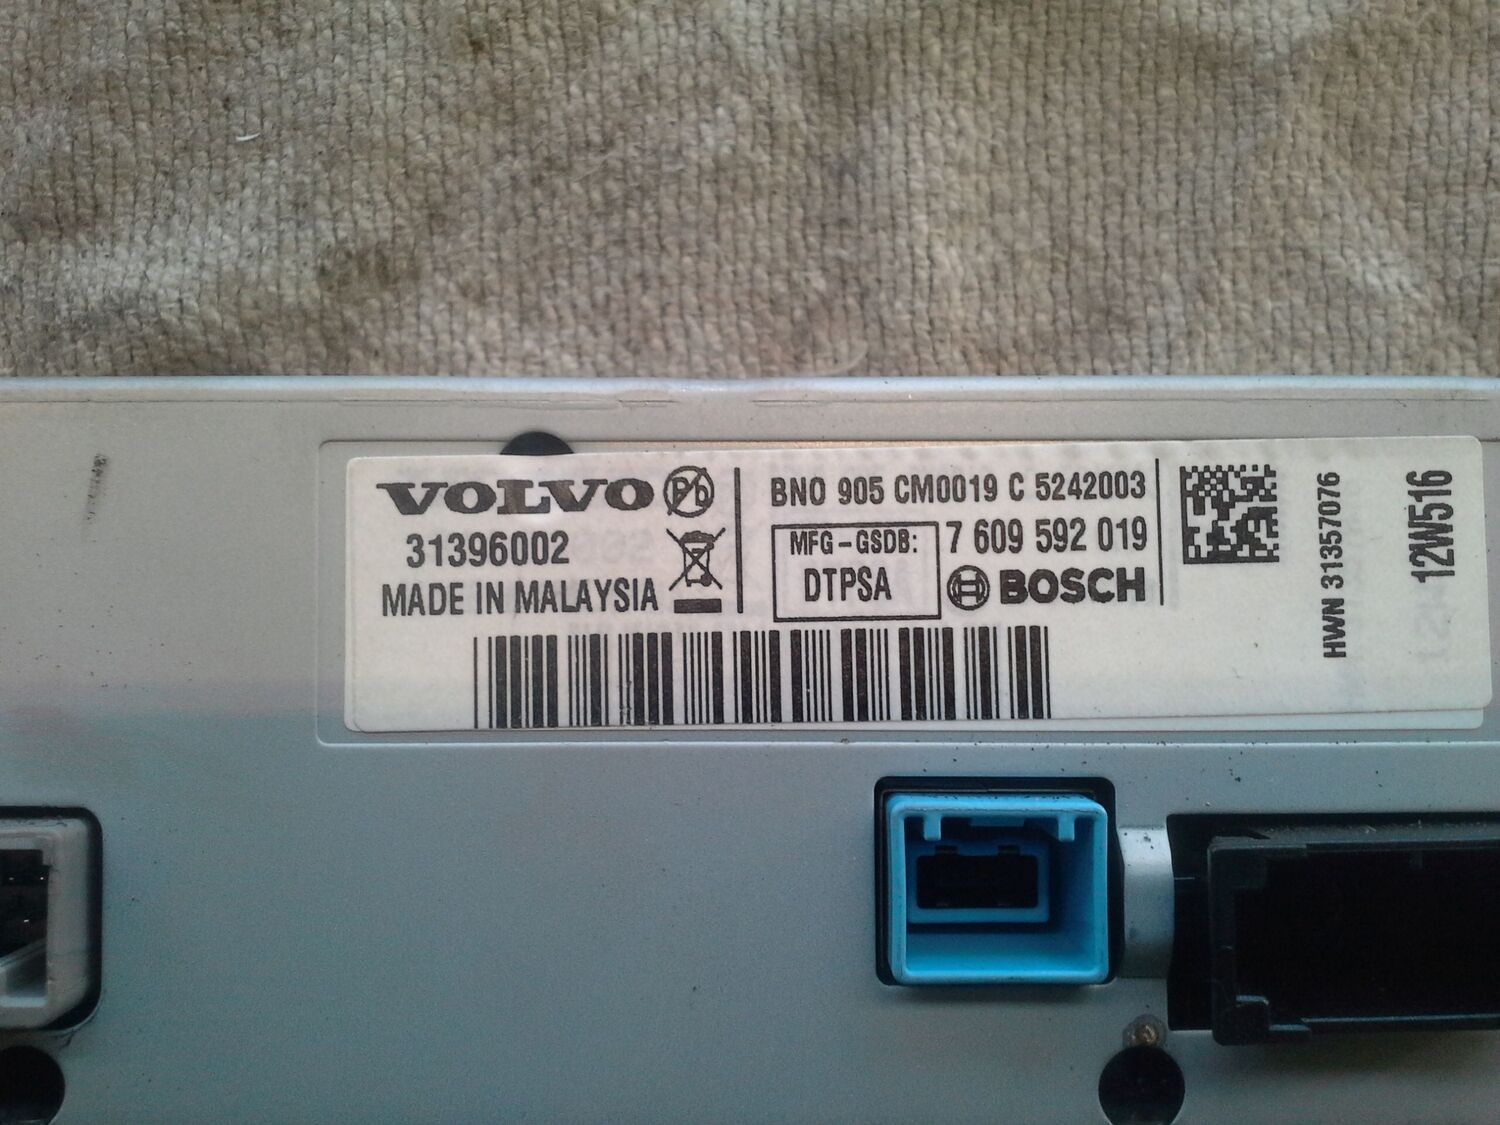 VOLVO Pb
31396002
MADE IN MALAYSIA
BNO 905 CM0019 C 5242003
MFG-GSDB:
DTPSA
7 609 592 019
BOSCH
HWN 31357076
12W516